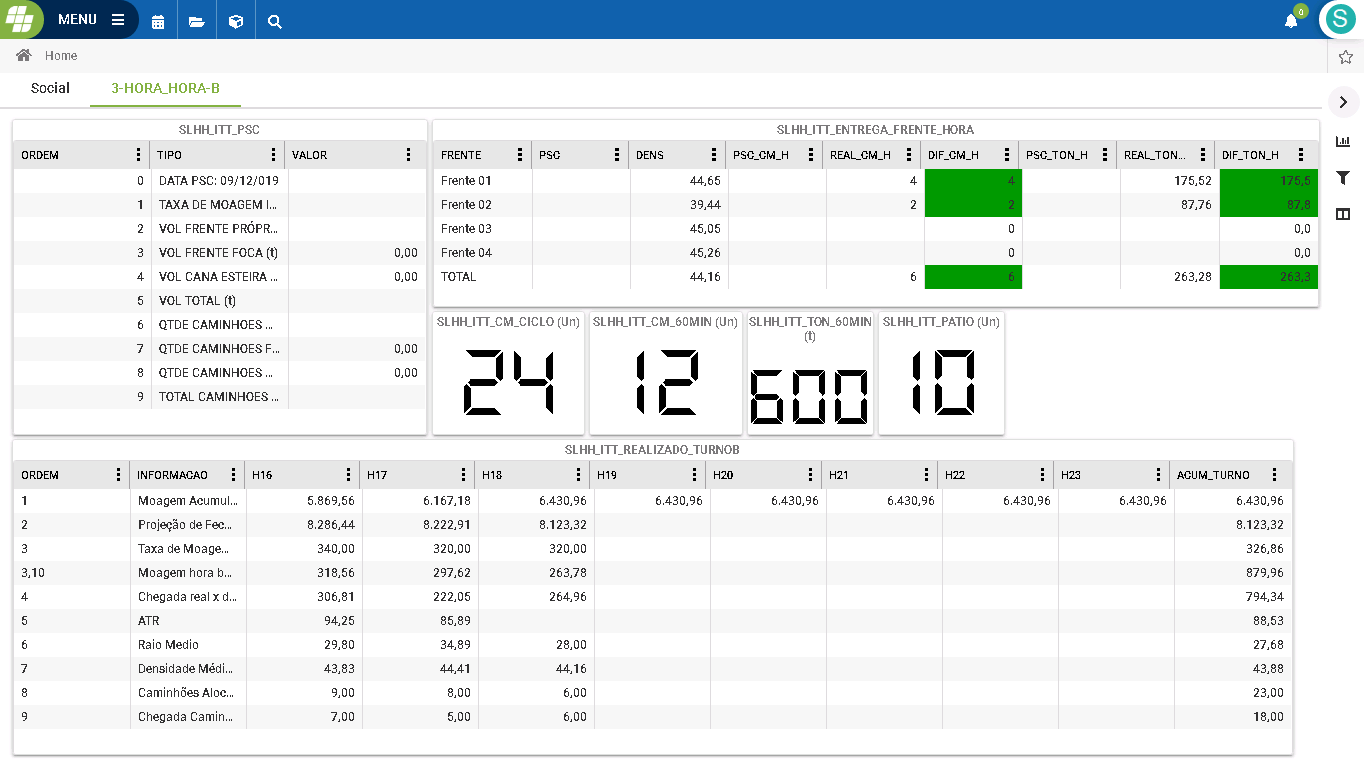 MENU
0
S
Home
Social 3-HORA_HORA-B
SLHH_ITT_PSC
ORDEM TIPO VALOR
0 DATA PSC: 09/12/019
1 TAXA DE MOAGEM I...
2 VOL FRENTE PRÓPR...
3 VOL FRENTE FOCA (t) 0,00
4 VOL CANA ESTEIRA ... 0,00
5 VOL TOTAL (t)
6 QTDE CAMINHOES ...
7 QTDE CAMINHOES F... 0,00
8 QTDE CAMINHOES ... 0,00
9 TOTAL CAMINHOES ...
SLHH_ITT_ENTREGA_FRENTE_HORA
FRENTE PSC DENS PSC_CM_H REAL_CM_H DIF_CM_H PSC_TON_H REAL_TON... DIF_TON_H
Frente 01 44,65 4 4 175,52 175,5
Frente 02 39,44 2 2 87,76 87,8
Frente 03 45,05 0 0,0
Frente 04 45,26 0 0,0
TOTAL 44,16 6 6 263,28 263,3
SLHH_ITT_CM_CICLO (Un)
24
SLHH_ITT_CM_60MIN (Un)
12
SLHH_ITT_TON_60MIN
(t)
600
SLHH_ITT_PATIO (Un)
10
SLHH_ITT_REALIZADO_TURNOB
ORDEM INFORMACAO H16 H17 H18 H19 H20 H21 H22 H23 AGUM_TURNO
1 Moagem Acumul... 5.869,56 6.167,18 6.430,96 6.430,96 6.430,96 6.430,96 6.430,96 6.430,96 6.430,96
2 Projeção de Fec... 8.286,44 8.222,91 8.123,32 8.123,32
3 Taxa de Moage... 340,00 320,00 320,00 326,86
3,10 Moagem hora b... 318,56 297,62 263,78 879,96
4 Chegada real x d... 306,81 222,05 264,96 794,34
5 ATR 94,25 85,89 88,53
6 Raio Medio 29,80 34,89 28,00 27,68
7 Densidade Médi... 43,83 44,41 44,16 43,88
8 Caminhões Aloc... 9,00 8,00 6,00 23,00
9 Chegada Camin... 7,00 5,00 6,00 18,00